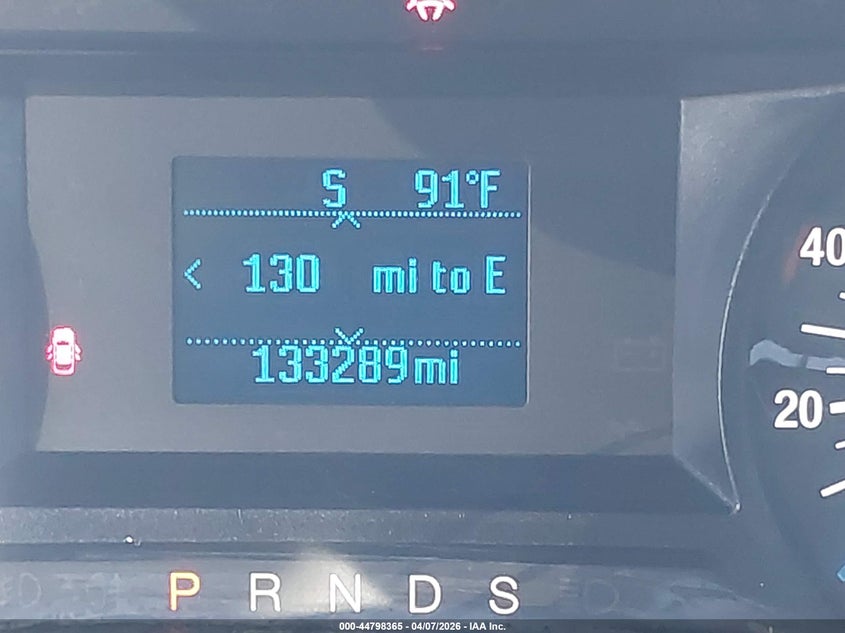 S 91°F
< 130 mi to E
133289mi
40
20
P R N D S
000-44798365 - 04/07/2026 - IAA Inc.